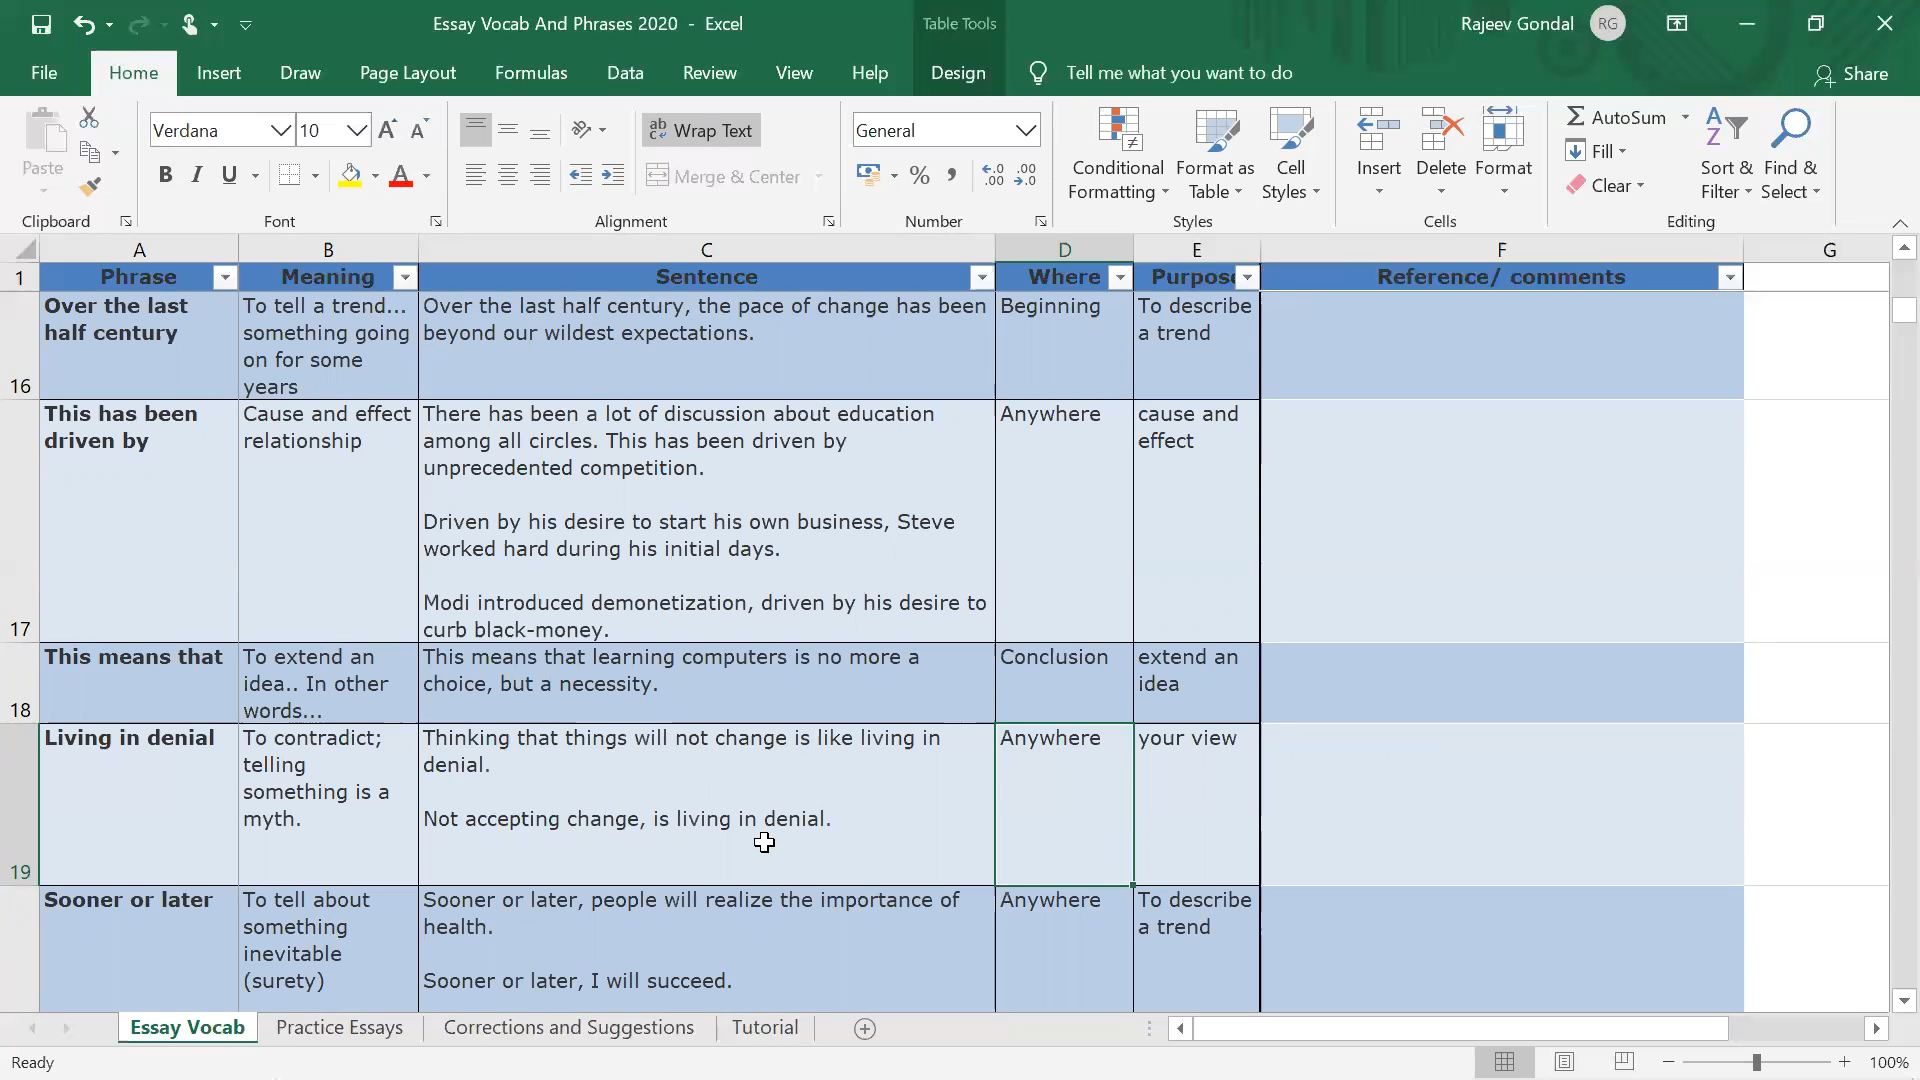 Essay Vocab And Phrases 2020 - Excel
Table Tools
Rajeev Gondal
RG
File
Home
Insert
Draw
Page Layout
Formulas
Data
Review
View
Help
Design
Tell me what you want to do
Share
Paste
Clipboard
Verdana
10
A
A
B
I
U
A
Font
ab
Wrap Text
Merge & Center
Alignment
General
%
,
.00
.00
Number
Conditional
Formatting
Format as
Table
Cell
Styles
Styles
Insert
Delete
Format
Cells
AutoSum
Fill
Clear
Sort &
Filter
Find &
Select
Editing
A
B
C
D
E
F
G
1
Phrase
Meaning
Sentence
Where
Purpose
Reference/ comments
16
Over the last
half century
To tell a trend...
something going
on for some
years
Over the last half century, the pace of change has been
beyond our wildest expectations.
Beginning
To describe
a trend
17
This has been
driven by
Cause and effect
relationship
There has been a lot of discussion about education
among all circles. This has been driven by
unprecedented competition.
Driven by his desire to start his own business, Steve
worked hard during his initial days.
Modi introduced demonetization, driven by his desire to
curb black-money.
Anywhere
cause and
effect
18
This means that
To extend an
idea.. In other
words...
This means that learning computers is no more a
choice, but a necessity.
Conclusion
extend an
idea
19
Living in denial
To contradict;
telling
something is a
myth.
Thinking that things will not change is like living in
denial.
Not accepting change, is living in denial.
Anywhere
your view
Sooner or later
To tell about
something
inevitable
(surety)
Sooner or later, people will realize the importance of
health.
Sooner or later, I will succeed.
Anywhere
To describe
a trend
Essay Vocab
Practice Essays
Corrections and Suggestions
Tutorial
Ready
100%